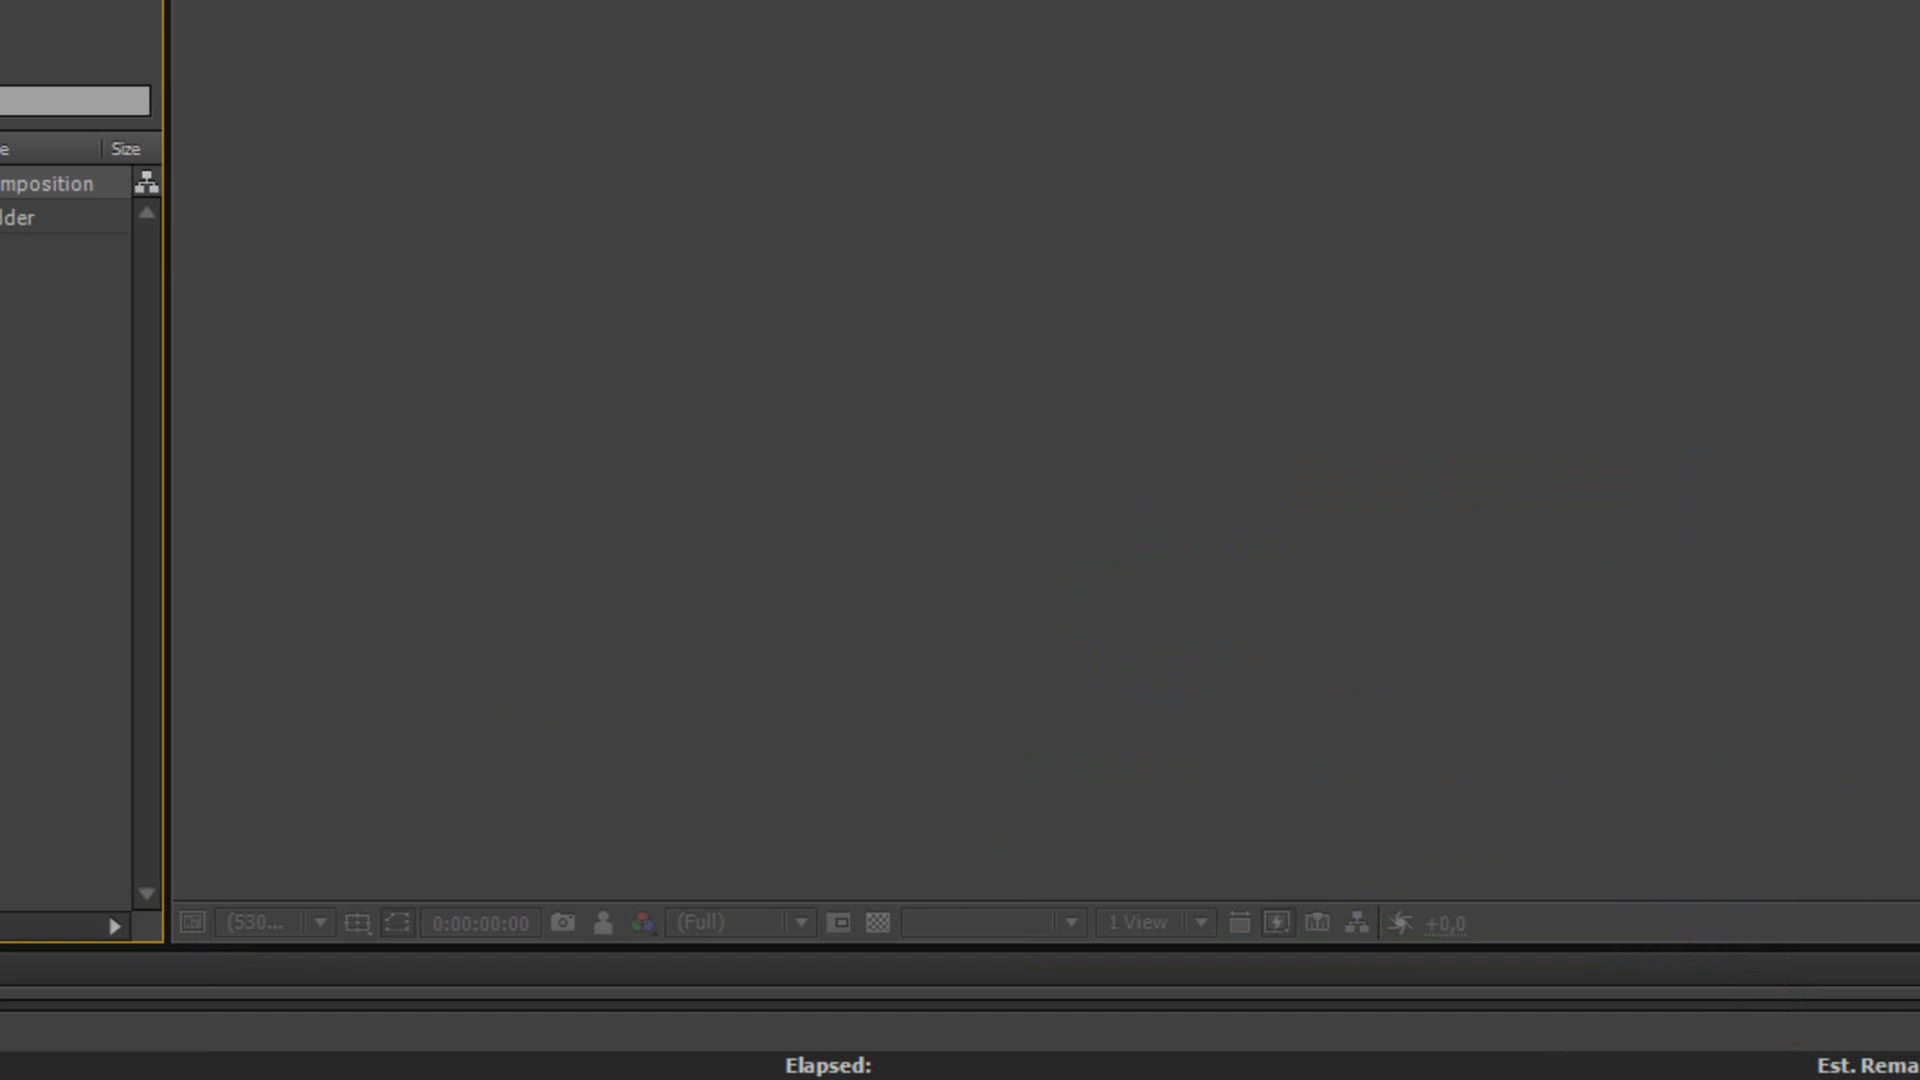 e Size
mposition
lder
(530... 0:00:00:00 (Full) 1 View +0,0
Elapsed: Est. Rema